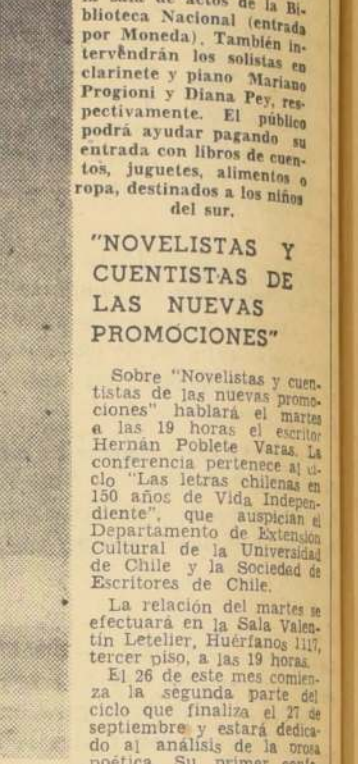 la sala de actos de la Bi-
blioteca Nacional (entrada
por Moneda). También in-
tervendrán los solistas en
clarinete y piano Mariano
Progioni y Diana Pey, res-
pectivamente. El público
podrá ayudar pagando su
entrada con libros de cuen-
tos, juguetes, alimentos o
ropa, destinados a los niños
del sur.
"NOVELISTAS Y
CUENTISTAS DE
LAS NUEVAS
PROMOCIONES"
Sobre "Novelistas y cuen-
tistas de las nuevas promo-
ciones" hablará el martes
a las 19 horas el escritor
Hernán Poblete Varas. La
conferencia pertenece al ci-
clo "Las letras chilenas en
150 años de Vida Indepen-
diente", que auspician el
Departamento de Extensión
Cultural de la Universidad
de Chile y la Sociedad de
Escritores de Chile.
La relación del martes se
efectuará en la Sala Valen-
tín Letelier, Huérfanos 1117,
tercer piso, a las 19 horas.
El 26 de este mes comien-
za la segunda parte del
ciclo que finaliza el 27 de
septiembre y estará dedica-
do al análisis de la prosa
poética. Su primer